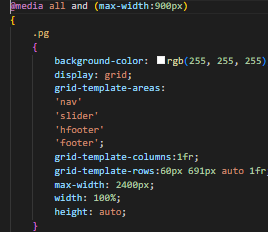 @media all and (max-width:900px)
{
.pg
{
background-color: rgb(255, 255, 255)
display: grid;
grid-template-areas:
'nav'
'slider'
'hfooter'
'footer';
grid-template-columns:1fr;
grid-template-rows:60px 691px auto 1fr
max-width: 2400px;
width: 100%;
height: auto;
}